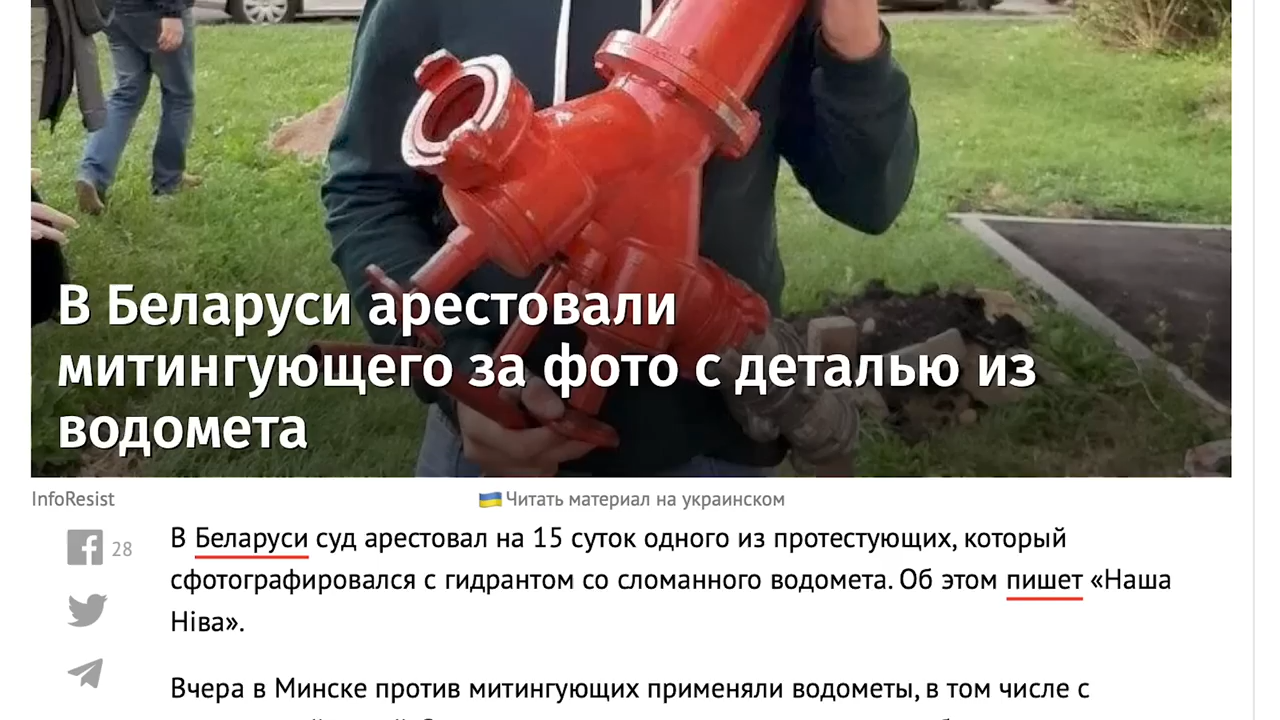 В Беларуси арестовали
митингующего за фото с деталью из
водомета
InfoResist
Читать материал на украинском
28
В Беларуси суд арестовал на 15 суток одного из протестующих, который
сфотографировался с гидрантом со сломанного водомета. Об этом пишет «Наша
Ніва».
Вчера в Минске против митингующих применяли водометы, в том числе с